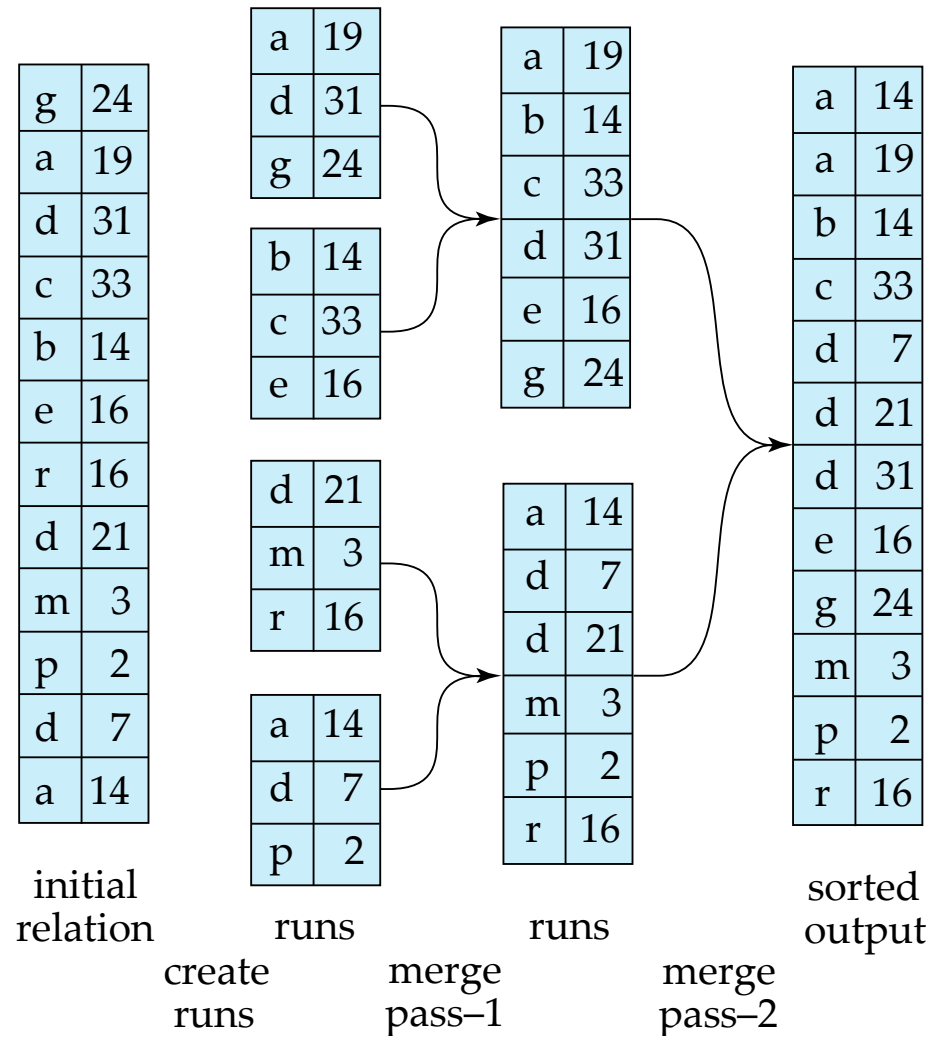 g 24
a 19
d 31
c 33
b 14
e 16
r 16
d 21
m 3
p 2
d 7
a 14
initial
relation
a 19
d 31
g 24
b 14
c 33
e 16
d 21
m 3
r 16
a 14
d 7
p 2
runs
a 19
b 14
c 33
d 31
e 16
g 24
a 14
d 7
d 21
m 3
p 2
r 16
runs
a 14
a 19
b 14
c 33
d 7
d 21
d 31
e 16
g 24
m 3
p 2
r 16
sorted
output
create
runs
merge
pass–1
merge
pass–2